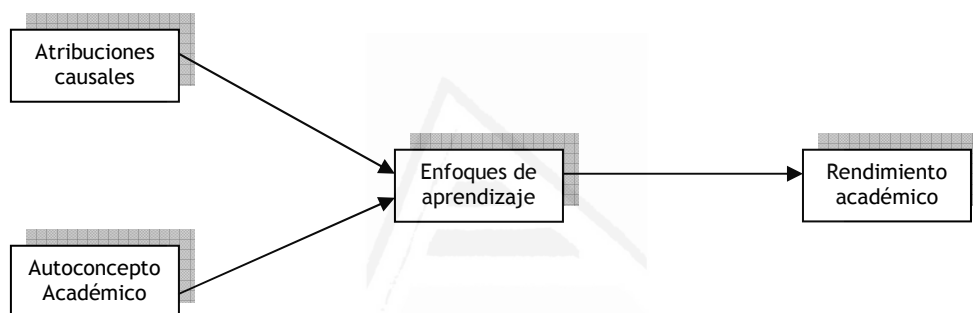 Atribuciones
causales
Enfoques de
aprendizaje
Rendimiento
académico
Autoconcepto
Académico